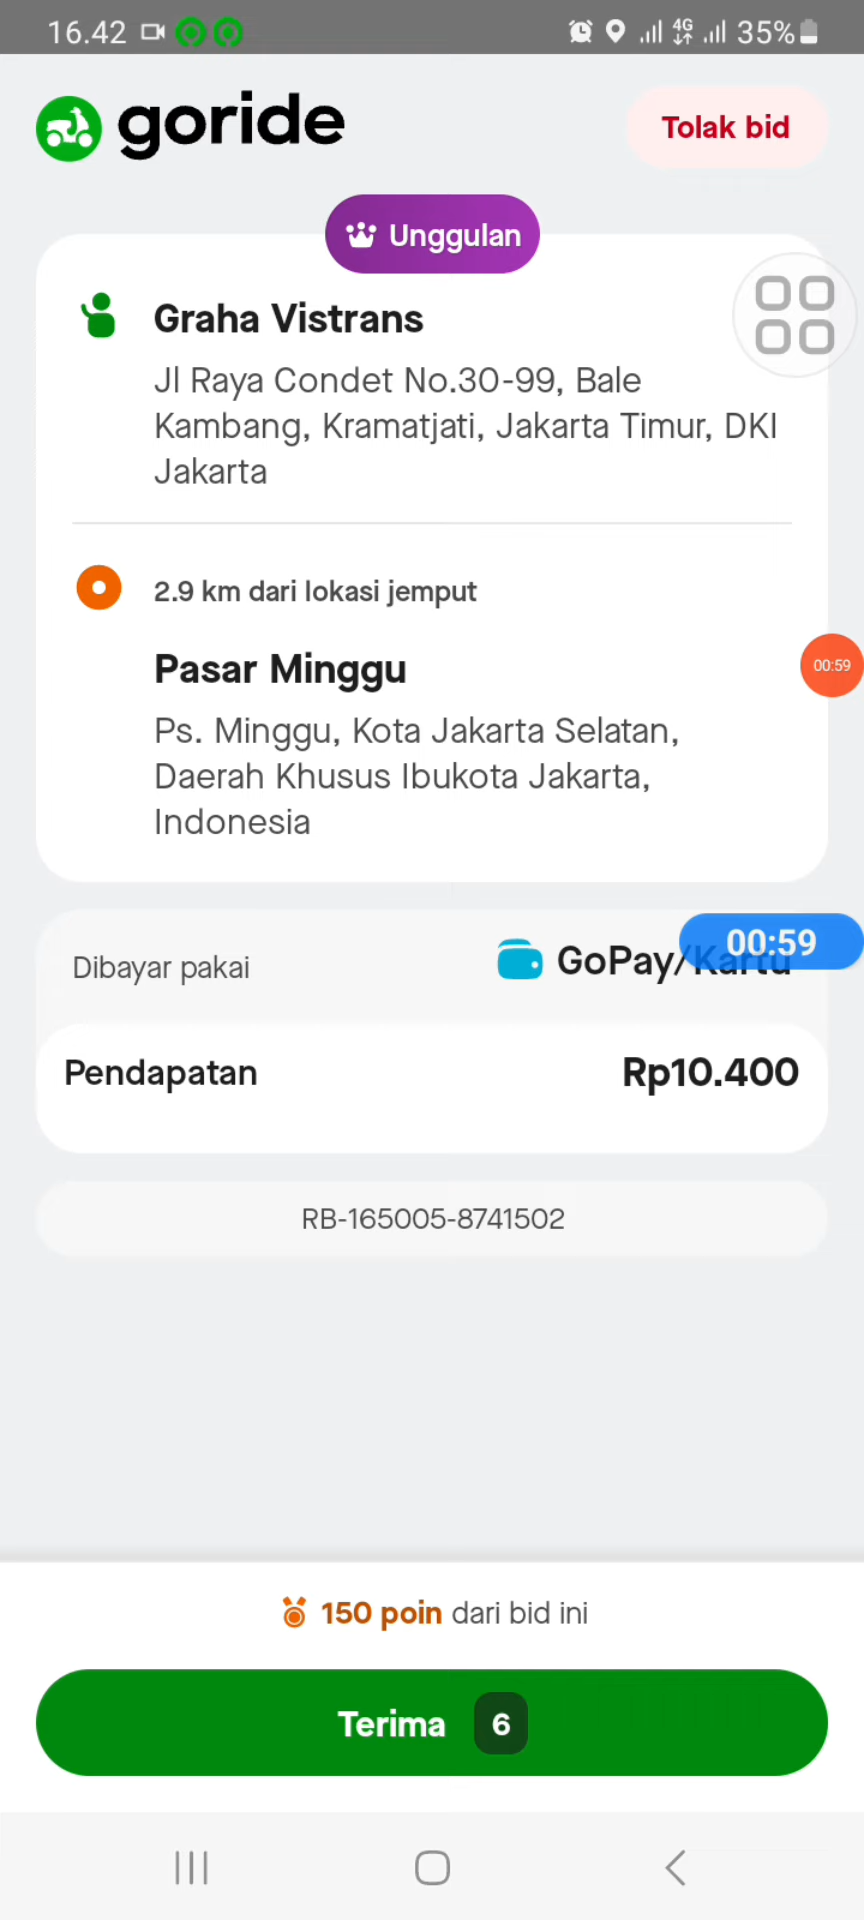 16.42
4G
35%
goride
Tolak bid
Unggulan
Graha Vistrans
Jl Raya Condet No.30-99, Bale
Kambang, Kramatjati, Jakarta Timur, DKI
Jakarta
2.9 km dari lokasi jemput
Pasar Minggu
00:59
Ps. Minggu, Kota Jakarta Selatan,
Daerah Khusus Ibukota Jakarta,
Indonesia
00:59
Dibayar pakai
GoPay/Kartu
Pendapatan
Rp10.400
RB-165005-8741502
150 poin dari bid ini
Terima 6